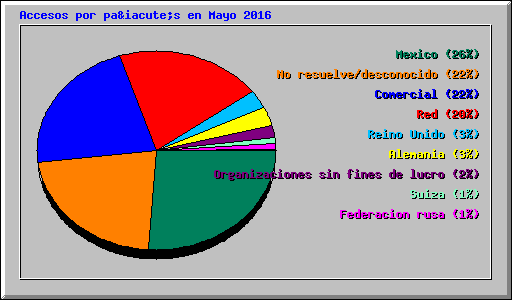 Accesos por pa&iacute;s en Mayo 2016
Mexico (26%)
No resuelve/desconocido (22%)
Comercial (22%)
Red (20%)
Reino Unido (3%)
Alemania (3%)
Organizaciones sin fines de lucro (2%)
Suiza (1%)
Federacion rusa (1%)